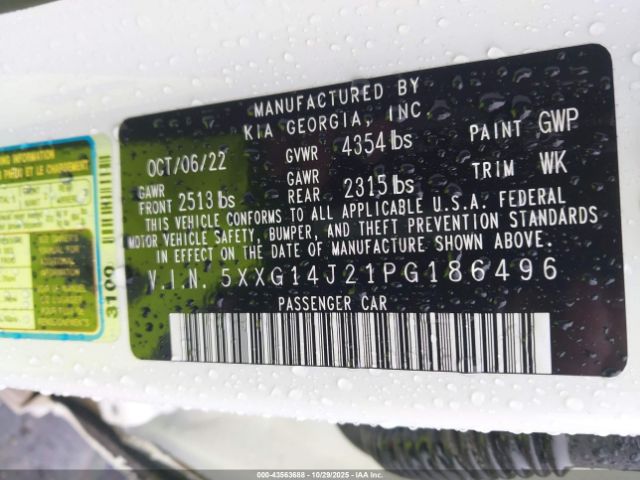 MANUFACTURED BY
KIA GEORGIA, INC
OCT/06/22 GVWR 4354 lbs PAINT GWP
GAWR FRONT 2513 lbs GAWR REAR 2315 lbs TRIM WK
THIS VEHICLE CONFORMS TO ALL APPLICABLE U.S.A. FEDERAL
MOTOR VEHICLE SAFETY, BUMPER, AND THEFT PREVENTION STANDARDS
IN EFFECT ON THE DATE OF MANUFACTURE SHOWN ABOVE.
V.I.N. 5XXG14J21PG186496
PASSENGER CAR
INFORMATION
3100
000-43563688 | 10/29/2025 | IAA Inc.